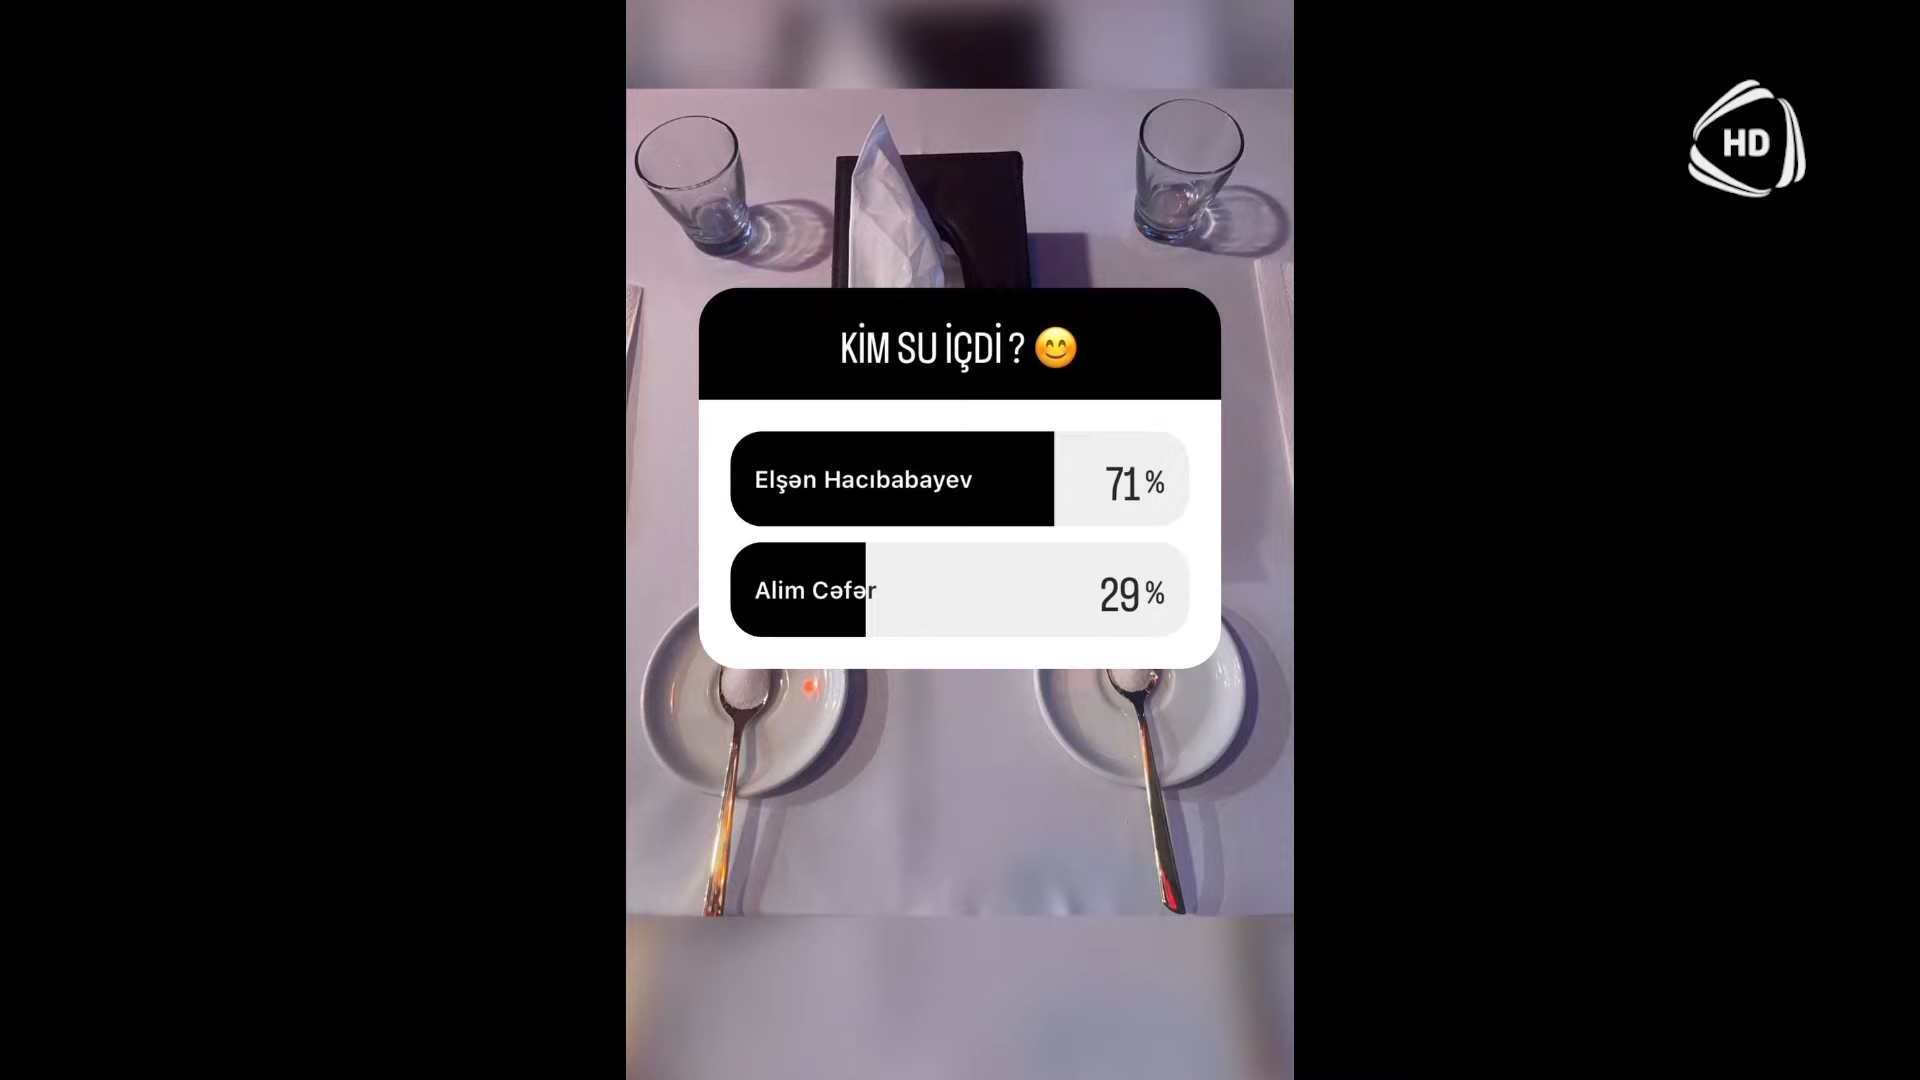 HD
KİM SU İÇDİ ? 😊
Elşən Hacıbabayev 71%
Alim Cəfər 29%